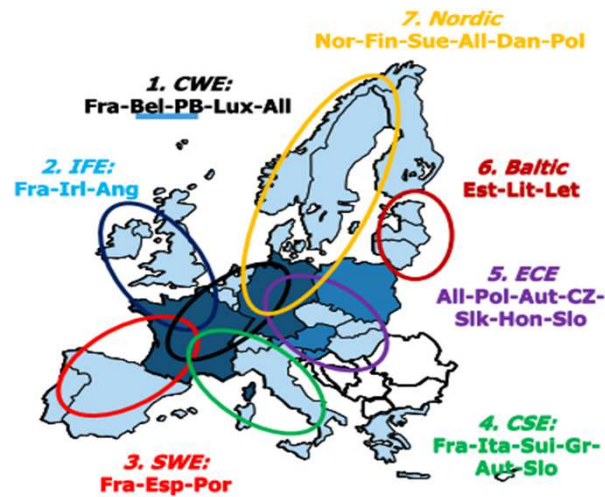 7. Nordic
Nor-Fin-Sue-All-Dan-Pol
1. CWE:
Fra-Bel-PB-Lux-All
2. IFE:
Fra-Irl-Ang
6. Baltic
Est-Lit-Let
5. ECE
All-Pol-Aut-CZ-
Slk-Hon-Slo
4. CSE:
Fra-Ita-Sui-Gr-
Aut-Slo
3. SWE:
Fra-Esp-Por